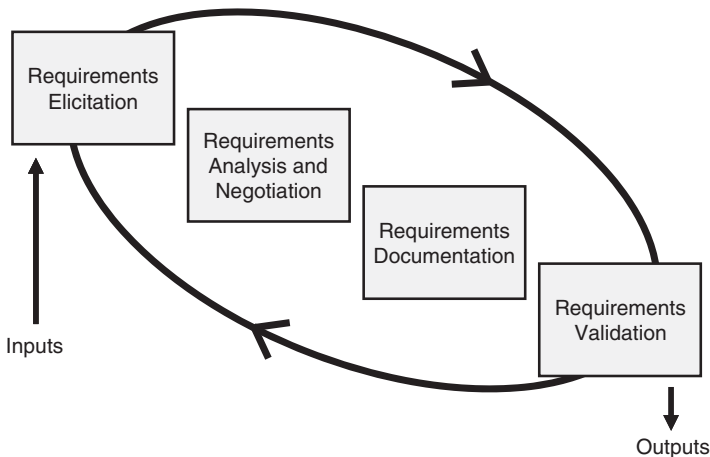 Requirements
Elicitation
Requirements
Analysis and
Negotiation
Requirements
Documentation
Requirements
Validation
Inputs
Outputs